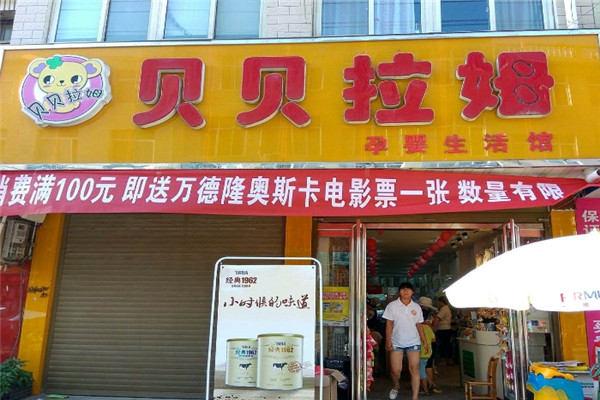 贝贝拉姆
贝贝拉姆
孕婴生活馆
消费满100元 即送万德隆奥斯卡电影票一张 数量有限
经典1962
小时候的味道
经典1962
经典1962